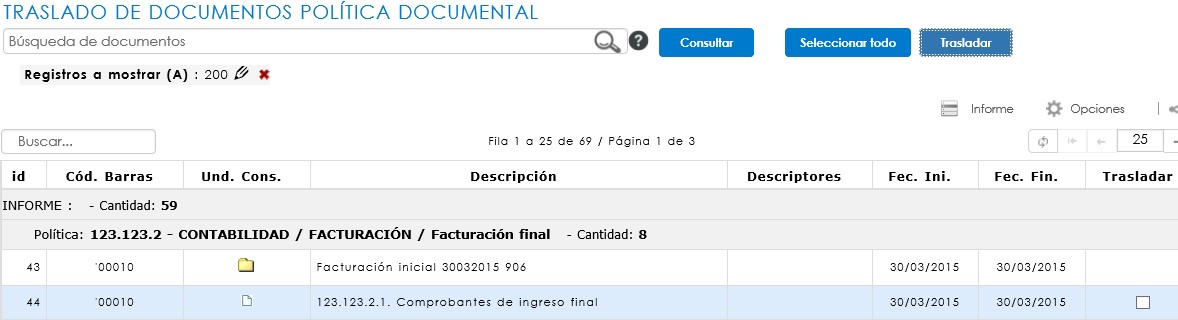 TRASLADO DE DOCUMENTOS POLÍTICA DOCUMENTAL
Búsqueda de documentos ? Consultar Seleccionar todo Trasladar
Registros a mostrar (A) : 200
Informe Opciones
Buscar... Fila 1 a 25 de 69 / Página 1 de 3 25
id Cód. Barras Und. Cons. Descripción Descriptores Fec. Ini. Fec. Fin. Trasladar
INFORME : - Cantidad: 59
Política: 123.123.2 - CONTABILIDAD / FACTURACIÓN / Facturación final - Cantidad: 8
43 '00010 Facturación inicial 30032015 906 30/03/2015 30/03/2015
44 '00010 123.123.2.1. Comprobantes de ingreso final 30/03/2015 30/03/2015